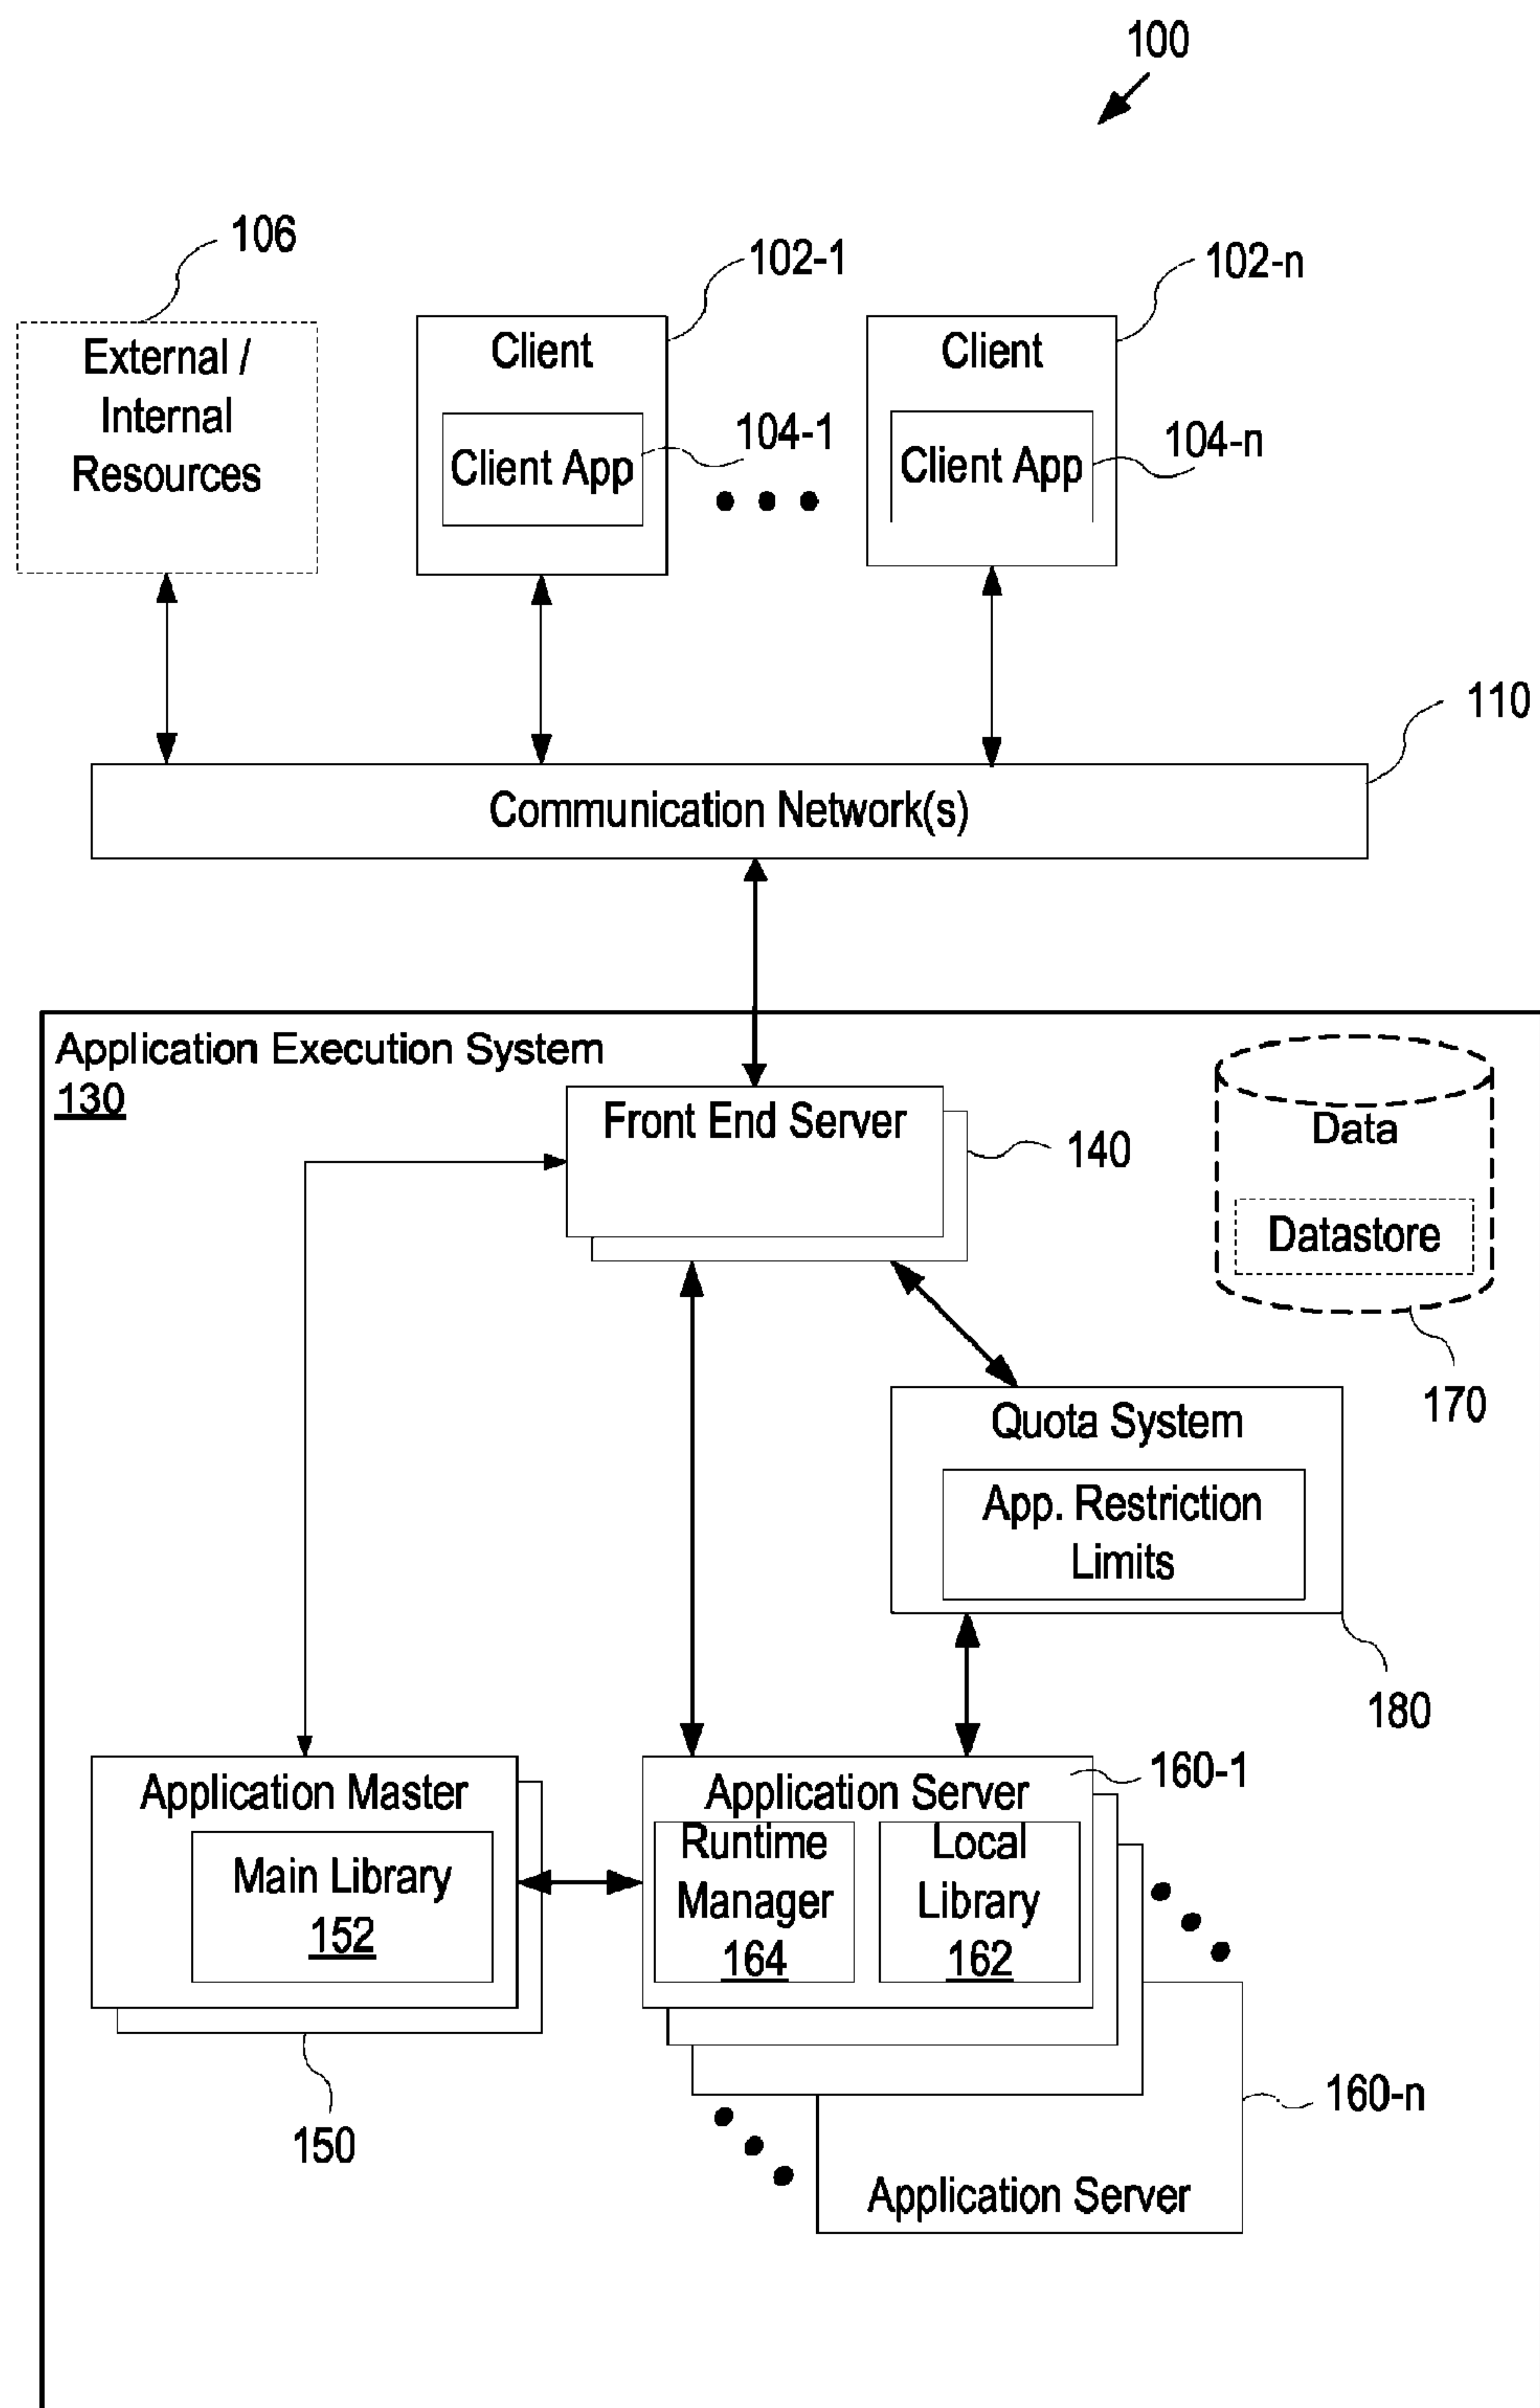 100
106
102-1
102-n
External /
Internal
Resources
Client
Client App
104-1
Client
Client App
104-n
110
Communication Network(s)
Application Execution System
130
Front End Server
140
Data
Datastore
170
Quota System
App. Restriction
Limits
180
Application Master
Main Library
152
150
160-1
Application Server
Runtime
Manager
164
Local
Library
162
160-n
Application Server